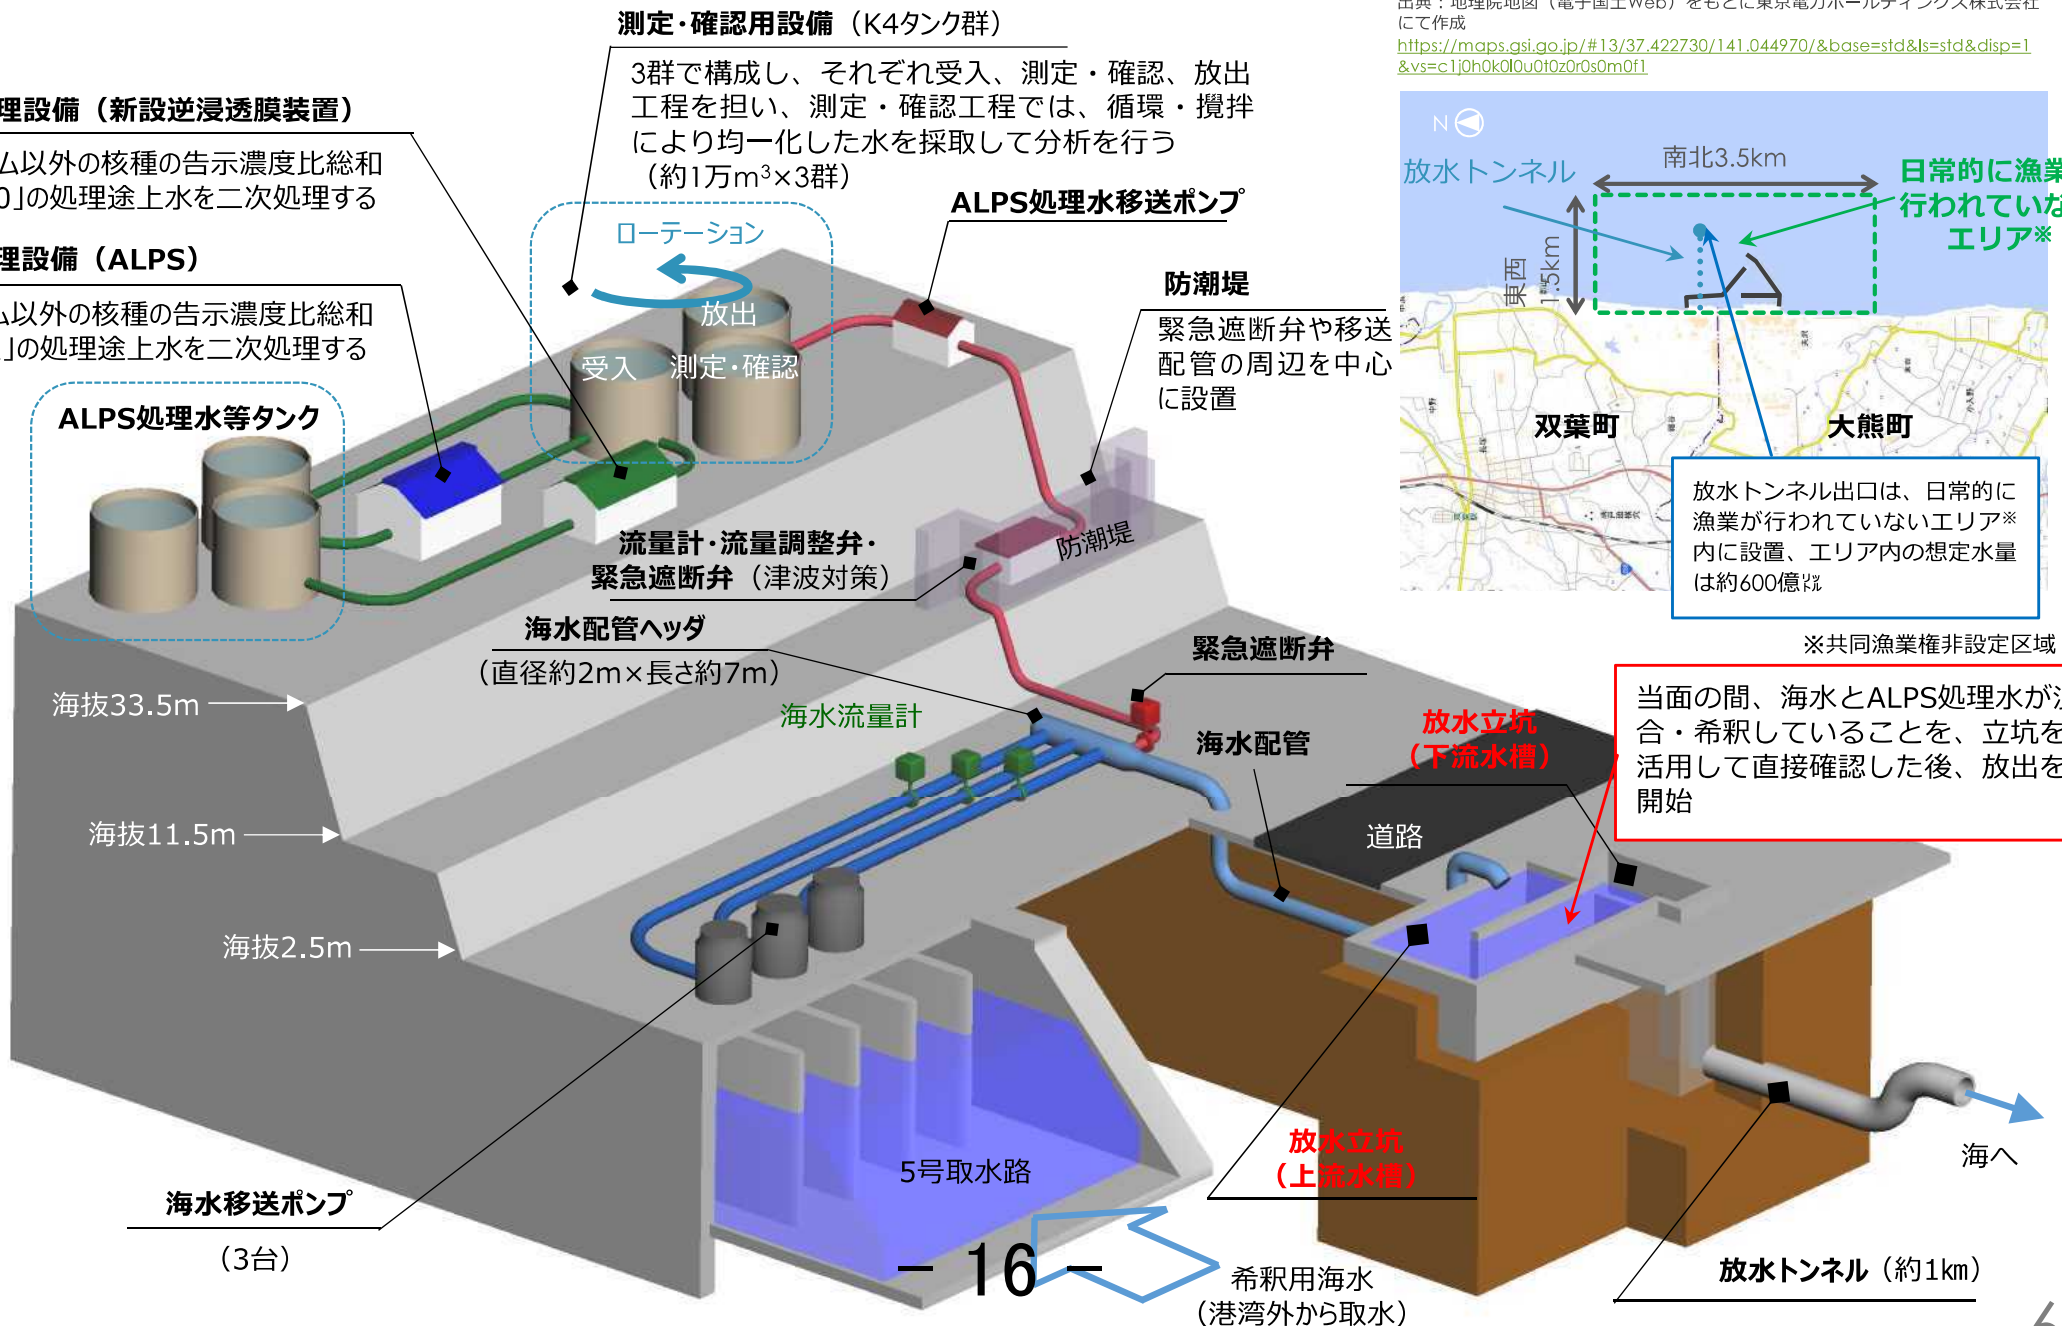 測定・確認用設備（K4タンク群）
3群で構成し、それぞれ受入、測定・確認、放出
工程を担い、測定・確認工程では、循環・攪拌
により均一化した水を採取して分析を行う
（約1万m³×3群）
出典：地理院地図（電子国土Web）をもとに東京電力ホールディングス株式会社
にて作成
https://maps.gsi.go.jp/#13/37.422730/141.044970/&base=std&ls=std&disp=1
&vs=c1j0h0k0l0u0t0z0r0s0m0f1
理設備（新設逆浸透膜装置）
ム以外の核種の告示濃度比総和
」の処理途上水を二次処理する
理設備（ALPS）
ム以外の核種の告示濃度比総和
」の処理途上水を二次処理する
ALPS処理水等タンク
ローテーション
放出
受入
測定・確認
ALPS処理水移送ポンプ
防潮堤
緊急遮断弁や移送
配管の周辺を中心
に設置
N
放水トンネル
南北3.5km
東西
1.5km
日常的に漁業
行われていな
エリア※
双葉町
大熊町
放水トンネル出口は、日常的に
漁業が行われていないエリア※
内に設置、エリア内の想定水量
は約600億㍑
※共同漁業権非設定区域
流量計・流量調整弁・
緊急遮断弁（津波対策）
防潮堤
海水配管ヘッダ
（直径約2m×長さ約7m）
海水流量計
緊急遮断弁
海水配管
放水立坑
（下流水槽）
当面の間、海水とALPS処理水が
合・希釈していることを、立坑を
活用して直接確認した後、放出を
開始
道路
海抜33.5m
海抜11.5m
海抜2.5m
5号取水路
放水立坑
（上流水槽）
海へ
海水移送ポンプ
（3台）
放水トンネル（約1km）
希釈用海水
（港湾外から取水）
－ 16 －